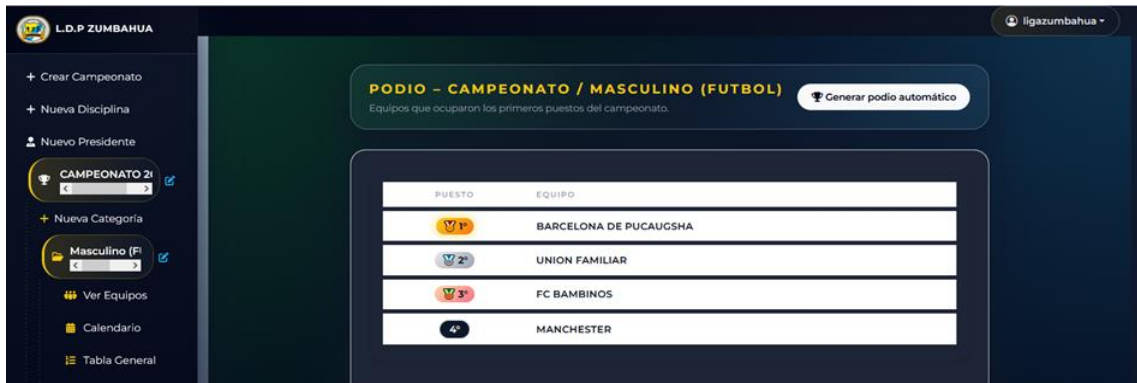 L.D.P ZUMBAHUA
ligazumbahua
+ Crear Campeonato
+ Nueva Disciplina
Nuevo Presidente
CAMPEONATO 2
+ Nueva Categoría
Masculino (F
Ver Equipos
Calendario
Tabla General
PODIO – CAMPEONATO / MASCULINO (FUTBOL)
Equipos que ocuparon los primeros puestos del campeonato.
Generar podio automático
PUESTO EQUIPO
1° BARCELONA DE PUCAUGSHA
2° UNION FAMILIAR
3° FC BAMBINOS
4° MANCHESTER